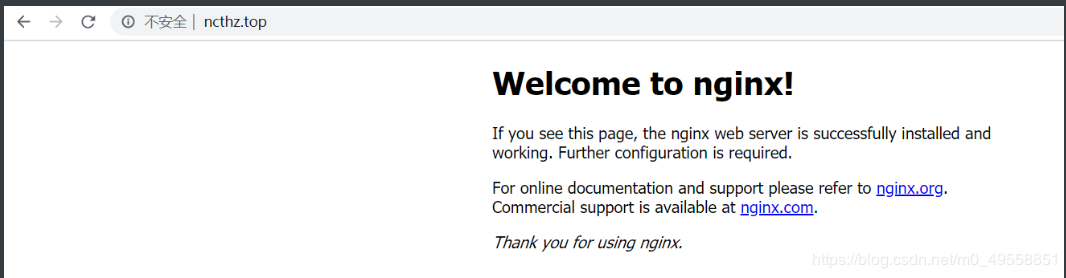 不安全 | ncthz.top
Welcome to nginx!
If you see this page, the nginx web server is successfully installed and
working. Further configuration is required.
For online documentation and support please refer to nginx.org.
Commercial support is available at nginx.com.
Thank you for using nginx.
https://blog.csdn.net/m0_49558851